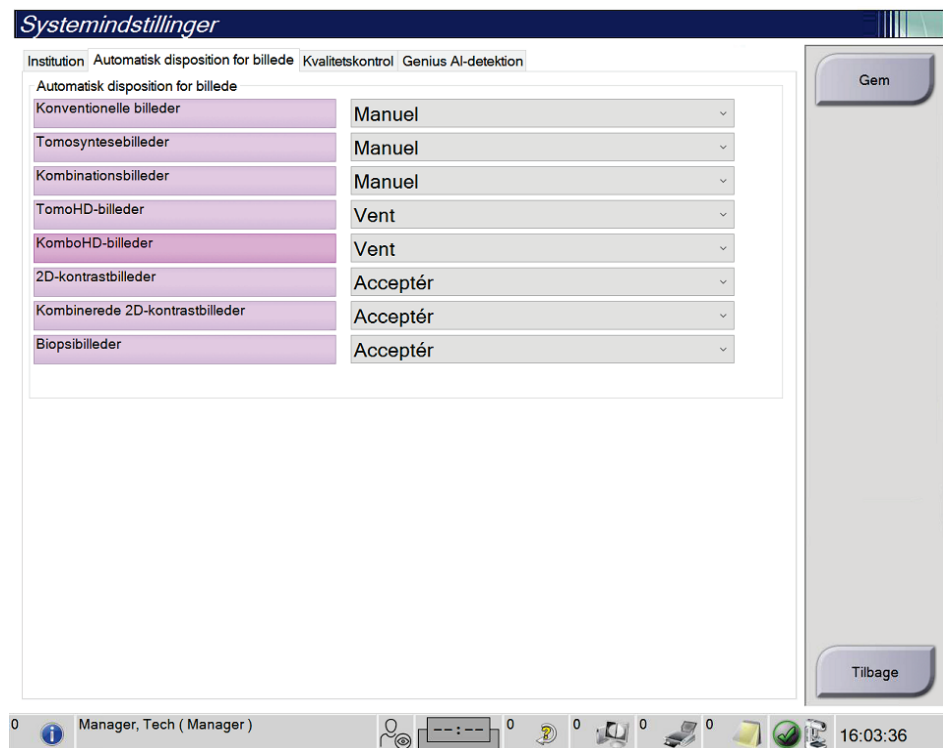 Systemindstillinger
Institution Automatisk disposition for billede Kvalitetskontrol Genius AI-detektion
Gem
Automatisk disposition for billede
Konventionelle billeder Manuel
Tomosyntesebilleder Manuel
Kombinationsbilleder Manuel
TomoHD-billeder Vent
KomboHD-billeder Vent
2D-kontrastbilleder Acceptér
Kombinerede 2D-kontrastbilleder Acceptér
Biopsibilleder Acceptér
Tilbage
0 Manager, Tech ( Manager ) --:-- 0 0 0 0 16:03:36